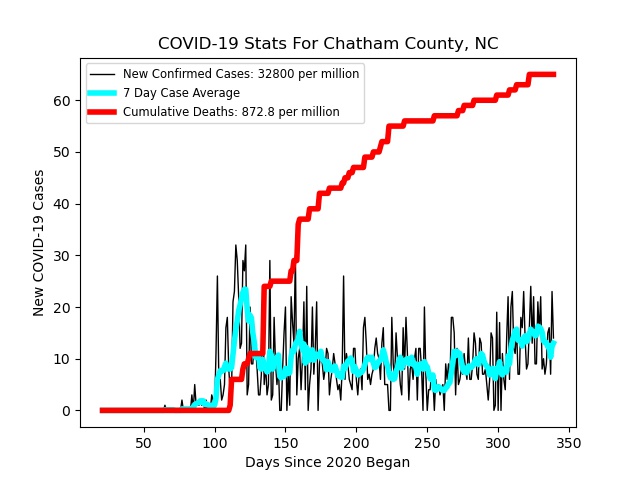 COVID-19 Stats For Chatham County, NC
New Confirmed Cases: 32800 per million
7 Day Case Average
Cumulative Deaths: 872.8 per million
New COVID-19 Cases
60
50
40
30
20
10
0
50 100 150 200 250 300 350
Days Since 2020 Began